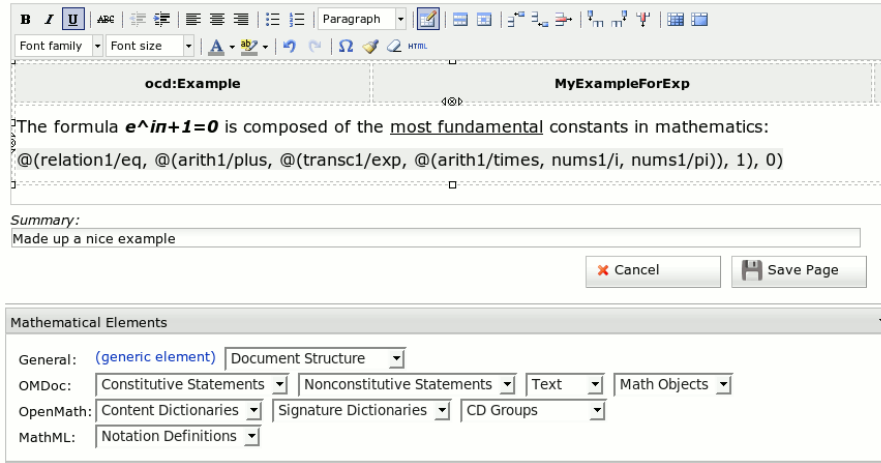 B I U ABC Paragraph
Font family Font size A ab Ω HTML
ocd:Example MyExampleForExp
The formula e^iπ+1=0 is composed of the most fundamental constants in mathematics:
@(relation1/eq, @(arith1/plus, @(transc1/exp, @(arith1/times, nums1/i, nums1/pi)), 1), 0)
Summary:
Made up a nice example
Cancel Save Page
Mathematical Elements
General: (generic element) Document Structure
OMDoc: Constitutive Statements Nonconstitutive Statements Text Math Objects
OpenMath: Content Dictionaries Signature Dictionaries CD Groups
MathML: Notation Definitions